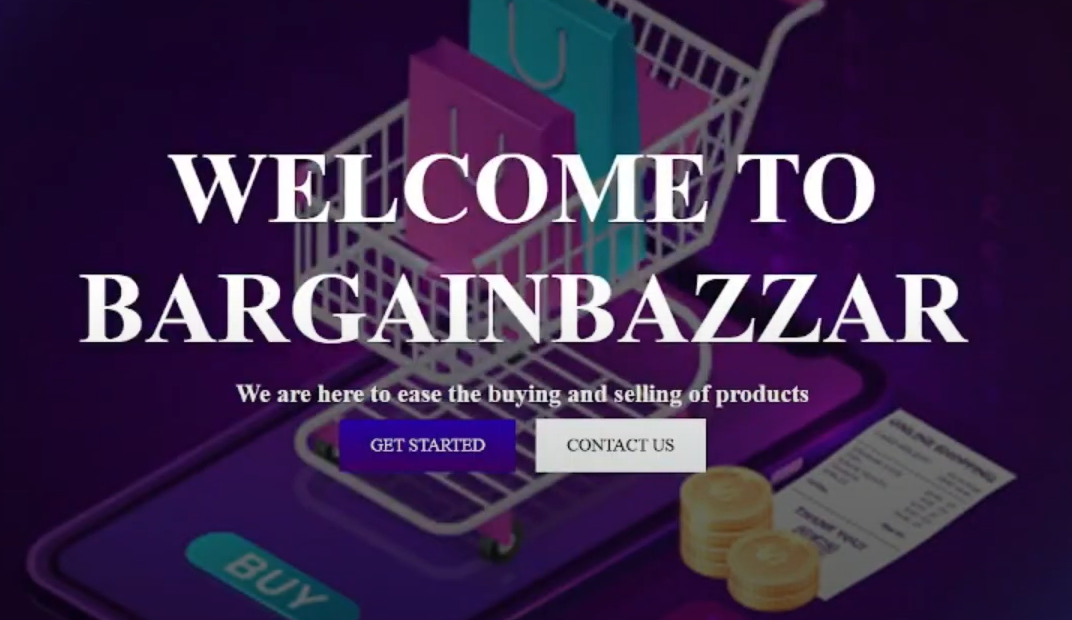 WELCOME TO
BARGAINBAZZAR
We are here to ease the buying and selling of products
GET STARTED
CONTACT US
ONLINE SHOPPING
THANK YOU
BUY